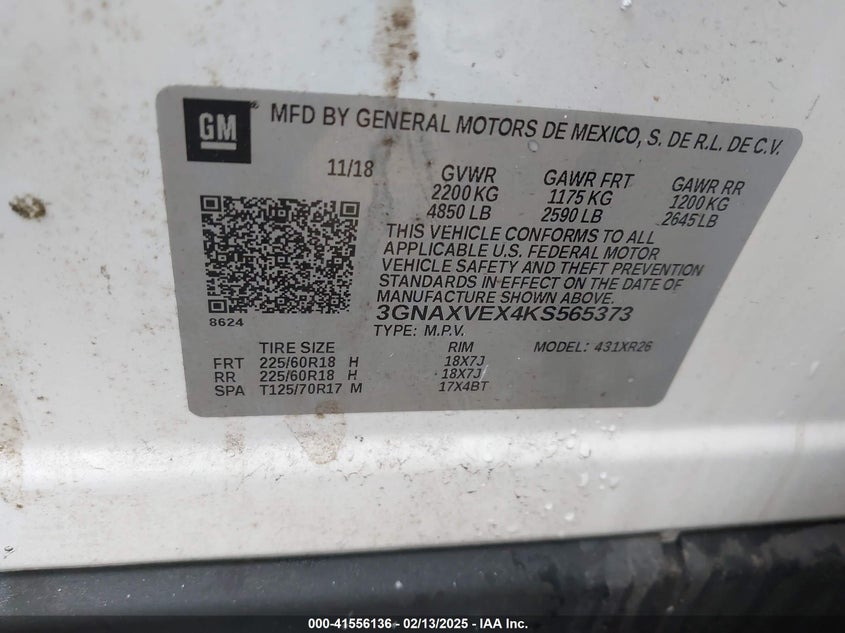 GM
MFD BY GENERAL MOTORS DE MEXICO, S. DE R.L. DE C.V.
11/18 GVWR GAWR FRT GAWR RR
2200 KG 1175 KG 1200 KG
4850 LB 2590 LB 2645 LB
THIS VEHICLE CONFORMS TO ALL
APPLICABLE U.S. FEDERAL MOTOR
VEHICLE SAFETY AND THEFT PREVENTION
STANDARDS IN EFFECT ON THE DATE OF
MANUFACTURE SHOWN ABOVE.
3GNAXVEX4KS565373
8624
TYPE: M.P.V.
TIRE SIZE RIM MODEL: 431XR26
FRT 225/60R18 H 18X7J
RR 225/60R18 H 18X7J
SPA T125/70R17 M 17X4BT
000-41556136 - 02/13/2025 - IAA Inc.